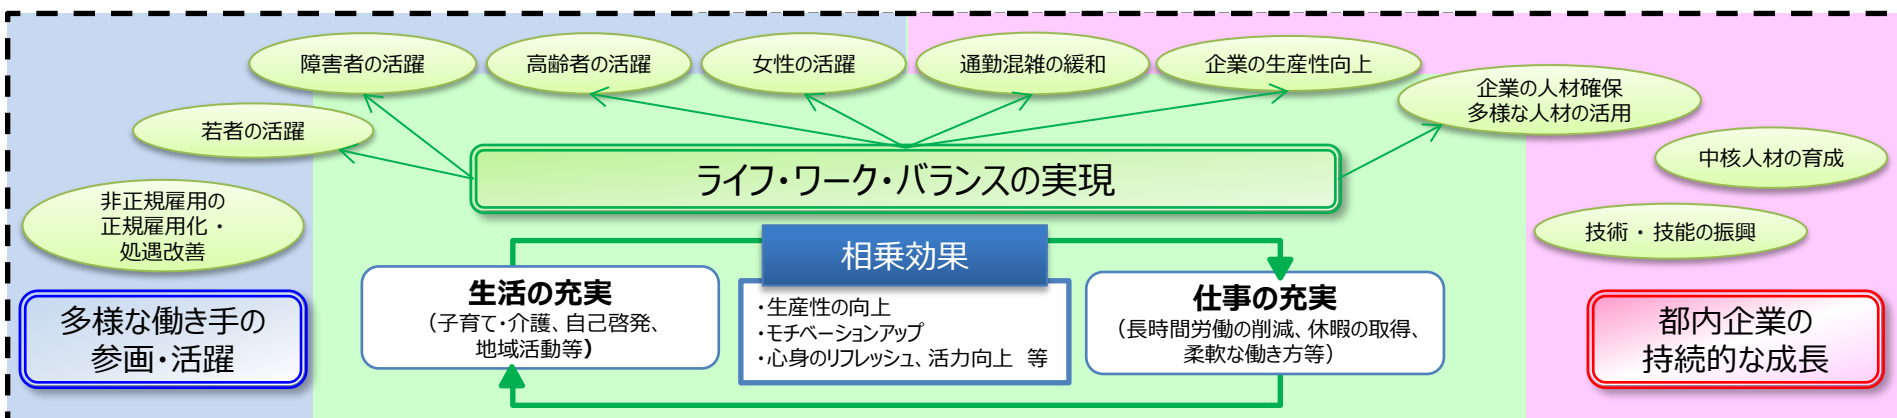 障害者の活躍
高齢者の活躍
女性の活躍
通勤混雑の緩和
企業の生産性向上
企業の人材確保
多様な人材の活用
若者の活躍
中核人材の育成
ライフ・ワーク・バランスの実現
非正規雇用の
正規雇用化・
処遇改善
技術・技能の振興
相乗効果
・生産性の向上
・モチベーションアップ
・心身のリフレッシュ、活力向上 等
生活の充実
（子育て・介護、自己啓発、
地域活動等）
仕事の充実
（長時間労働の削減、休暇の取得、
柔軟な働き方等）
多様な働き手の
参画・活躍
都内企業の
持続的な成長